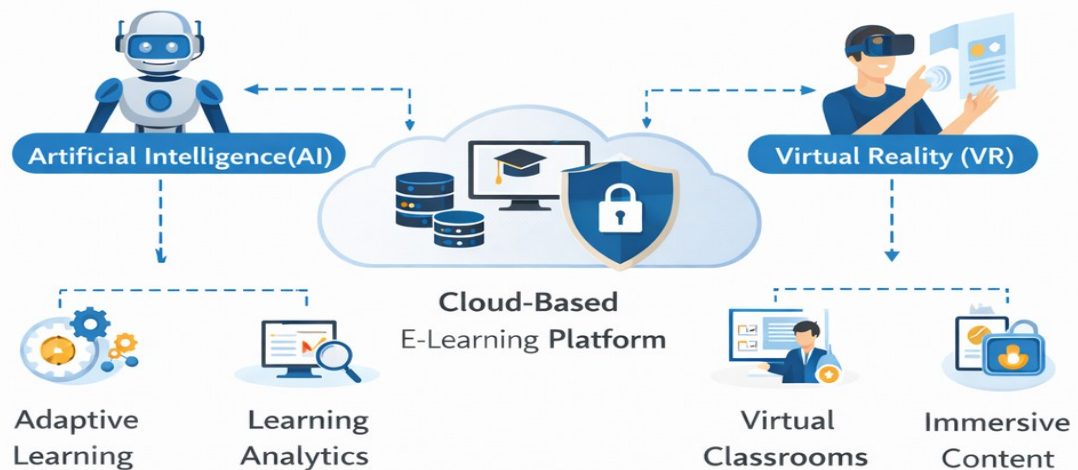 Artificial Intelligence(AI)
Virtual Reality (VR)
Cloud-Based
E-Learning Platform
Adaptive
Learning
Learning
Analytics
Virtual
Classrooms
Immersive
Content